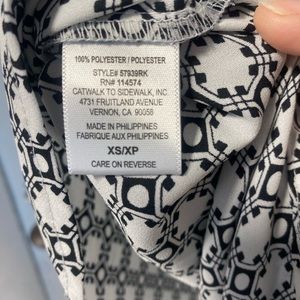 100% POLYESTER / POLYESTER
STYLE# 57939RK
RN# 114574
CATWALK TO SIDEWALK, INC
4731 FRUITLAND AVENUE
VERNON, CA 90058
MADE IN PHILIPPINES
FABRIQUE AUX PHILIPPINES
XS/XP
CARE ON REVERSE